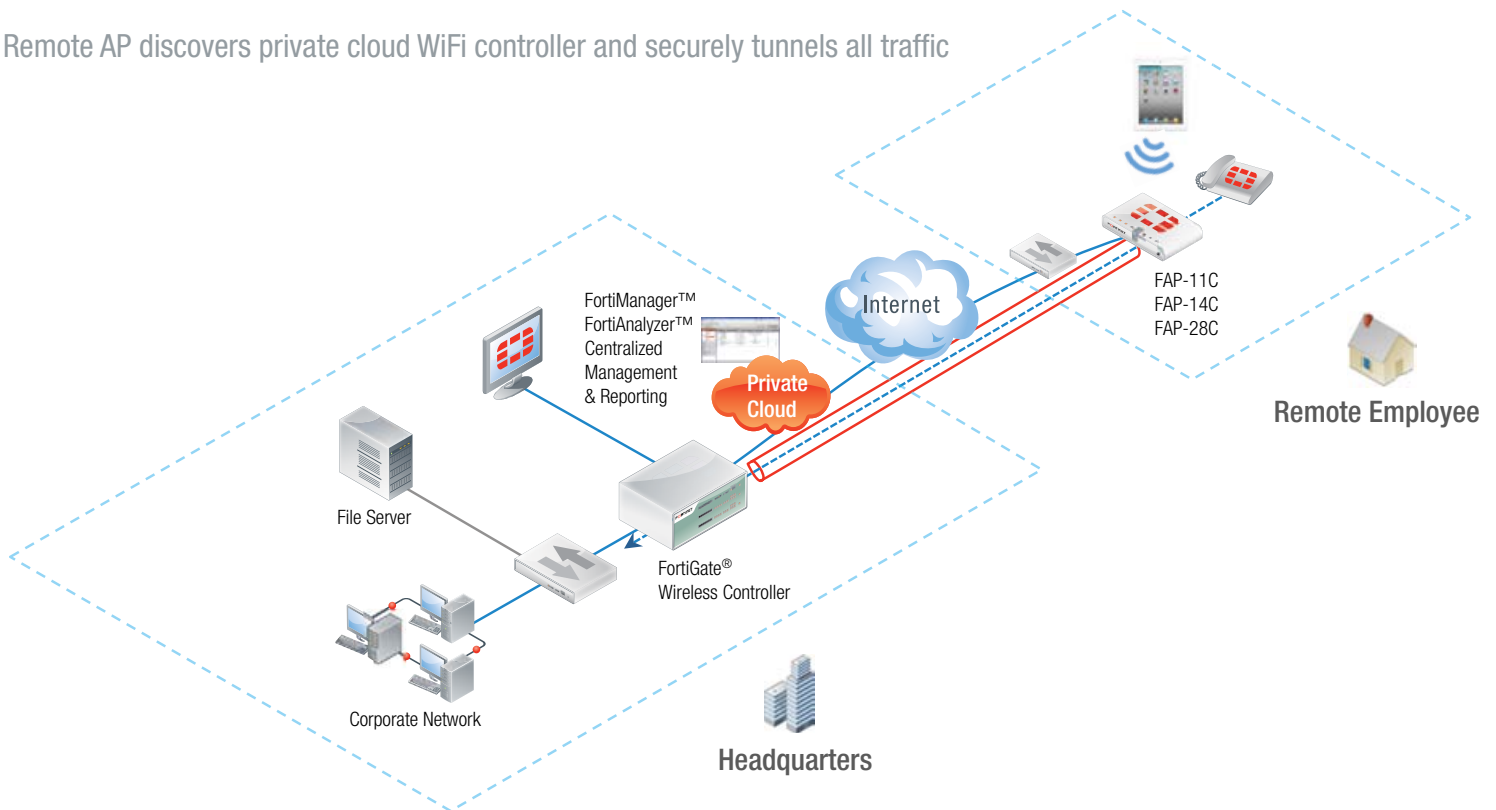 Remote AP discovers private cloud WiFi controller and securely tunnels all traffic
FAP-11C
FAP-14C
FAP-28C
Remote Employee
Internet
FortiManager™
FortiAnalyzer™
Centralized
Management
& Reporting
Private
Cloud
File Server
FortiGate®
Wireless Controller
Corporate Network
Headquarters